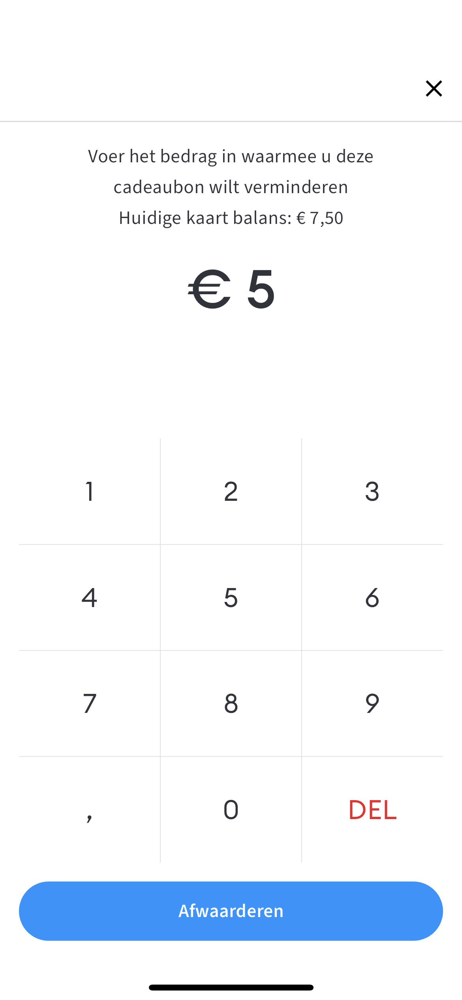 Voer het bedrag in waarmee u deze
cadeaubon wilt verminderen
Huidige kaart balans: € 7,50
€ 5
1 2 3
4 5 6
7 8 9
, 0 DEL
Afwaarderen